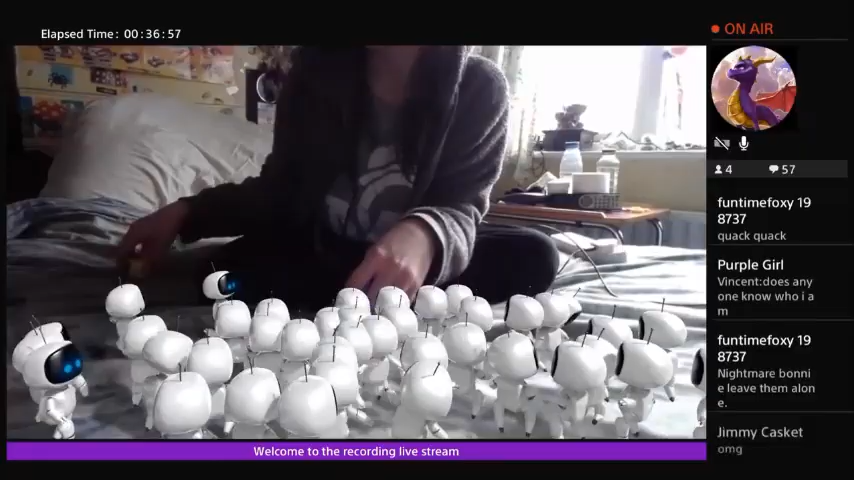 Elapsed Time: 00:36:57
ON AIR
4
57
funtimefoxy 19
8737
quack quack
Purple Girl
Vincent:does any
one know who i a
m
funtimefoxy 19
8737
Nightmare bonni
e leave them alon
e.
Jimmy Casket
omg
Welcome to the recording live stream